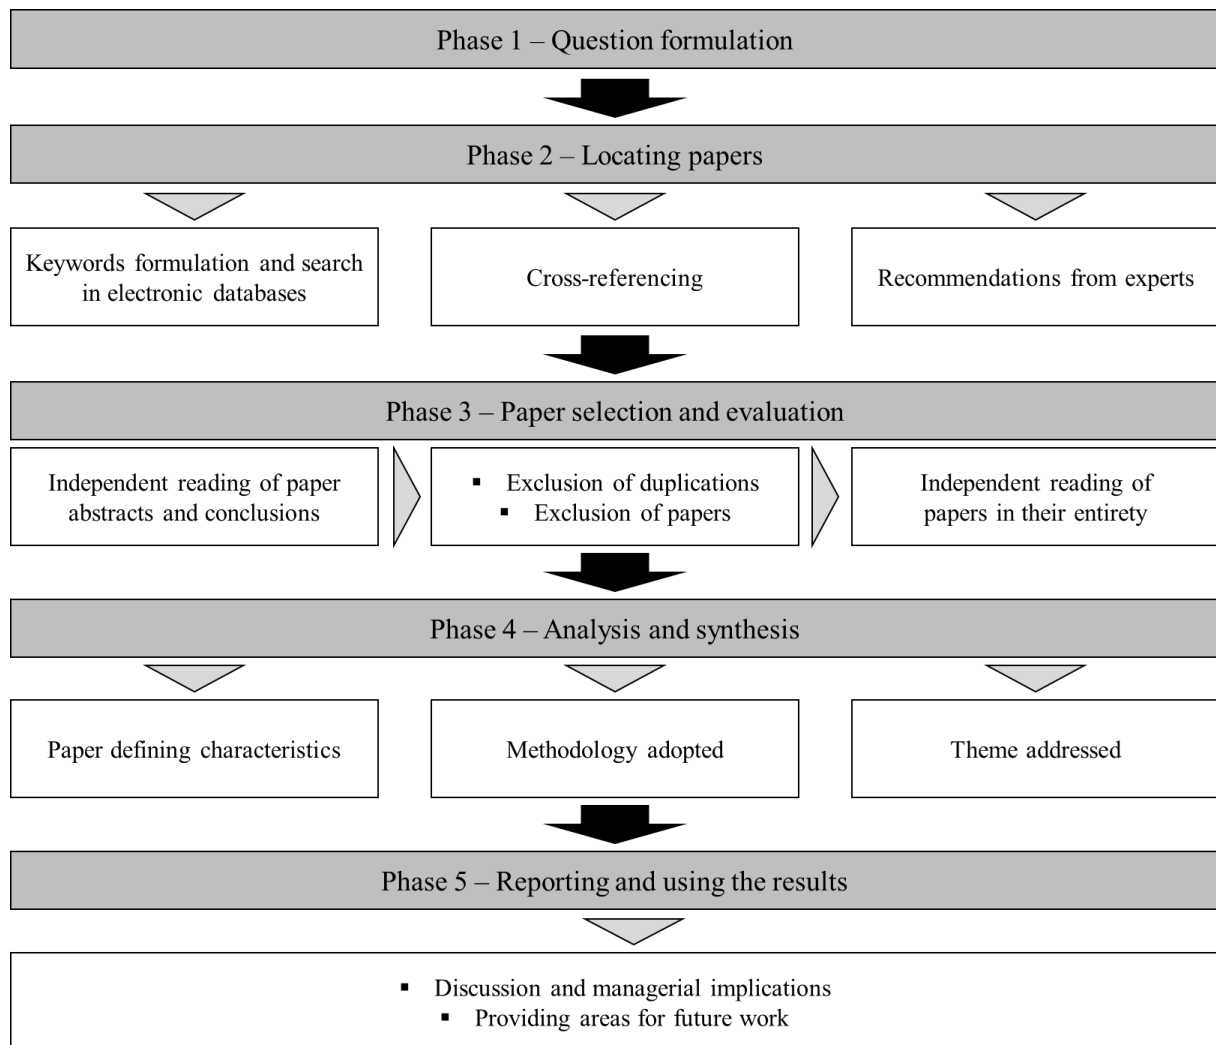 Phase 1 – Question formulation
Phase 2 – Locating papers
Keywords formulation and search
in electronic databases
Cross-referencing
Recommendations from experts
Phase 3 – Paper selection and evaluation
Independent reading of paper
abstracts and conclusions
▪ Exclusion of duplications
▪ Exclusion of papers
Independent reading of
papers in their entirety
Phase 4 – Analysis and synthesis
Paper defining characteristics
Methodology adopted
Theme addressed
Phase 5 – Reporting and using the results
▪ Discussion and managerial implications
▪ Providing areas for future work